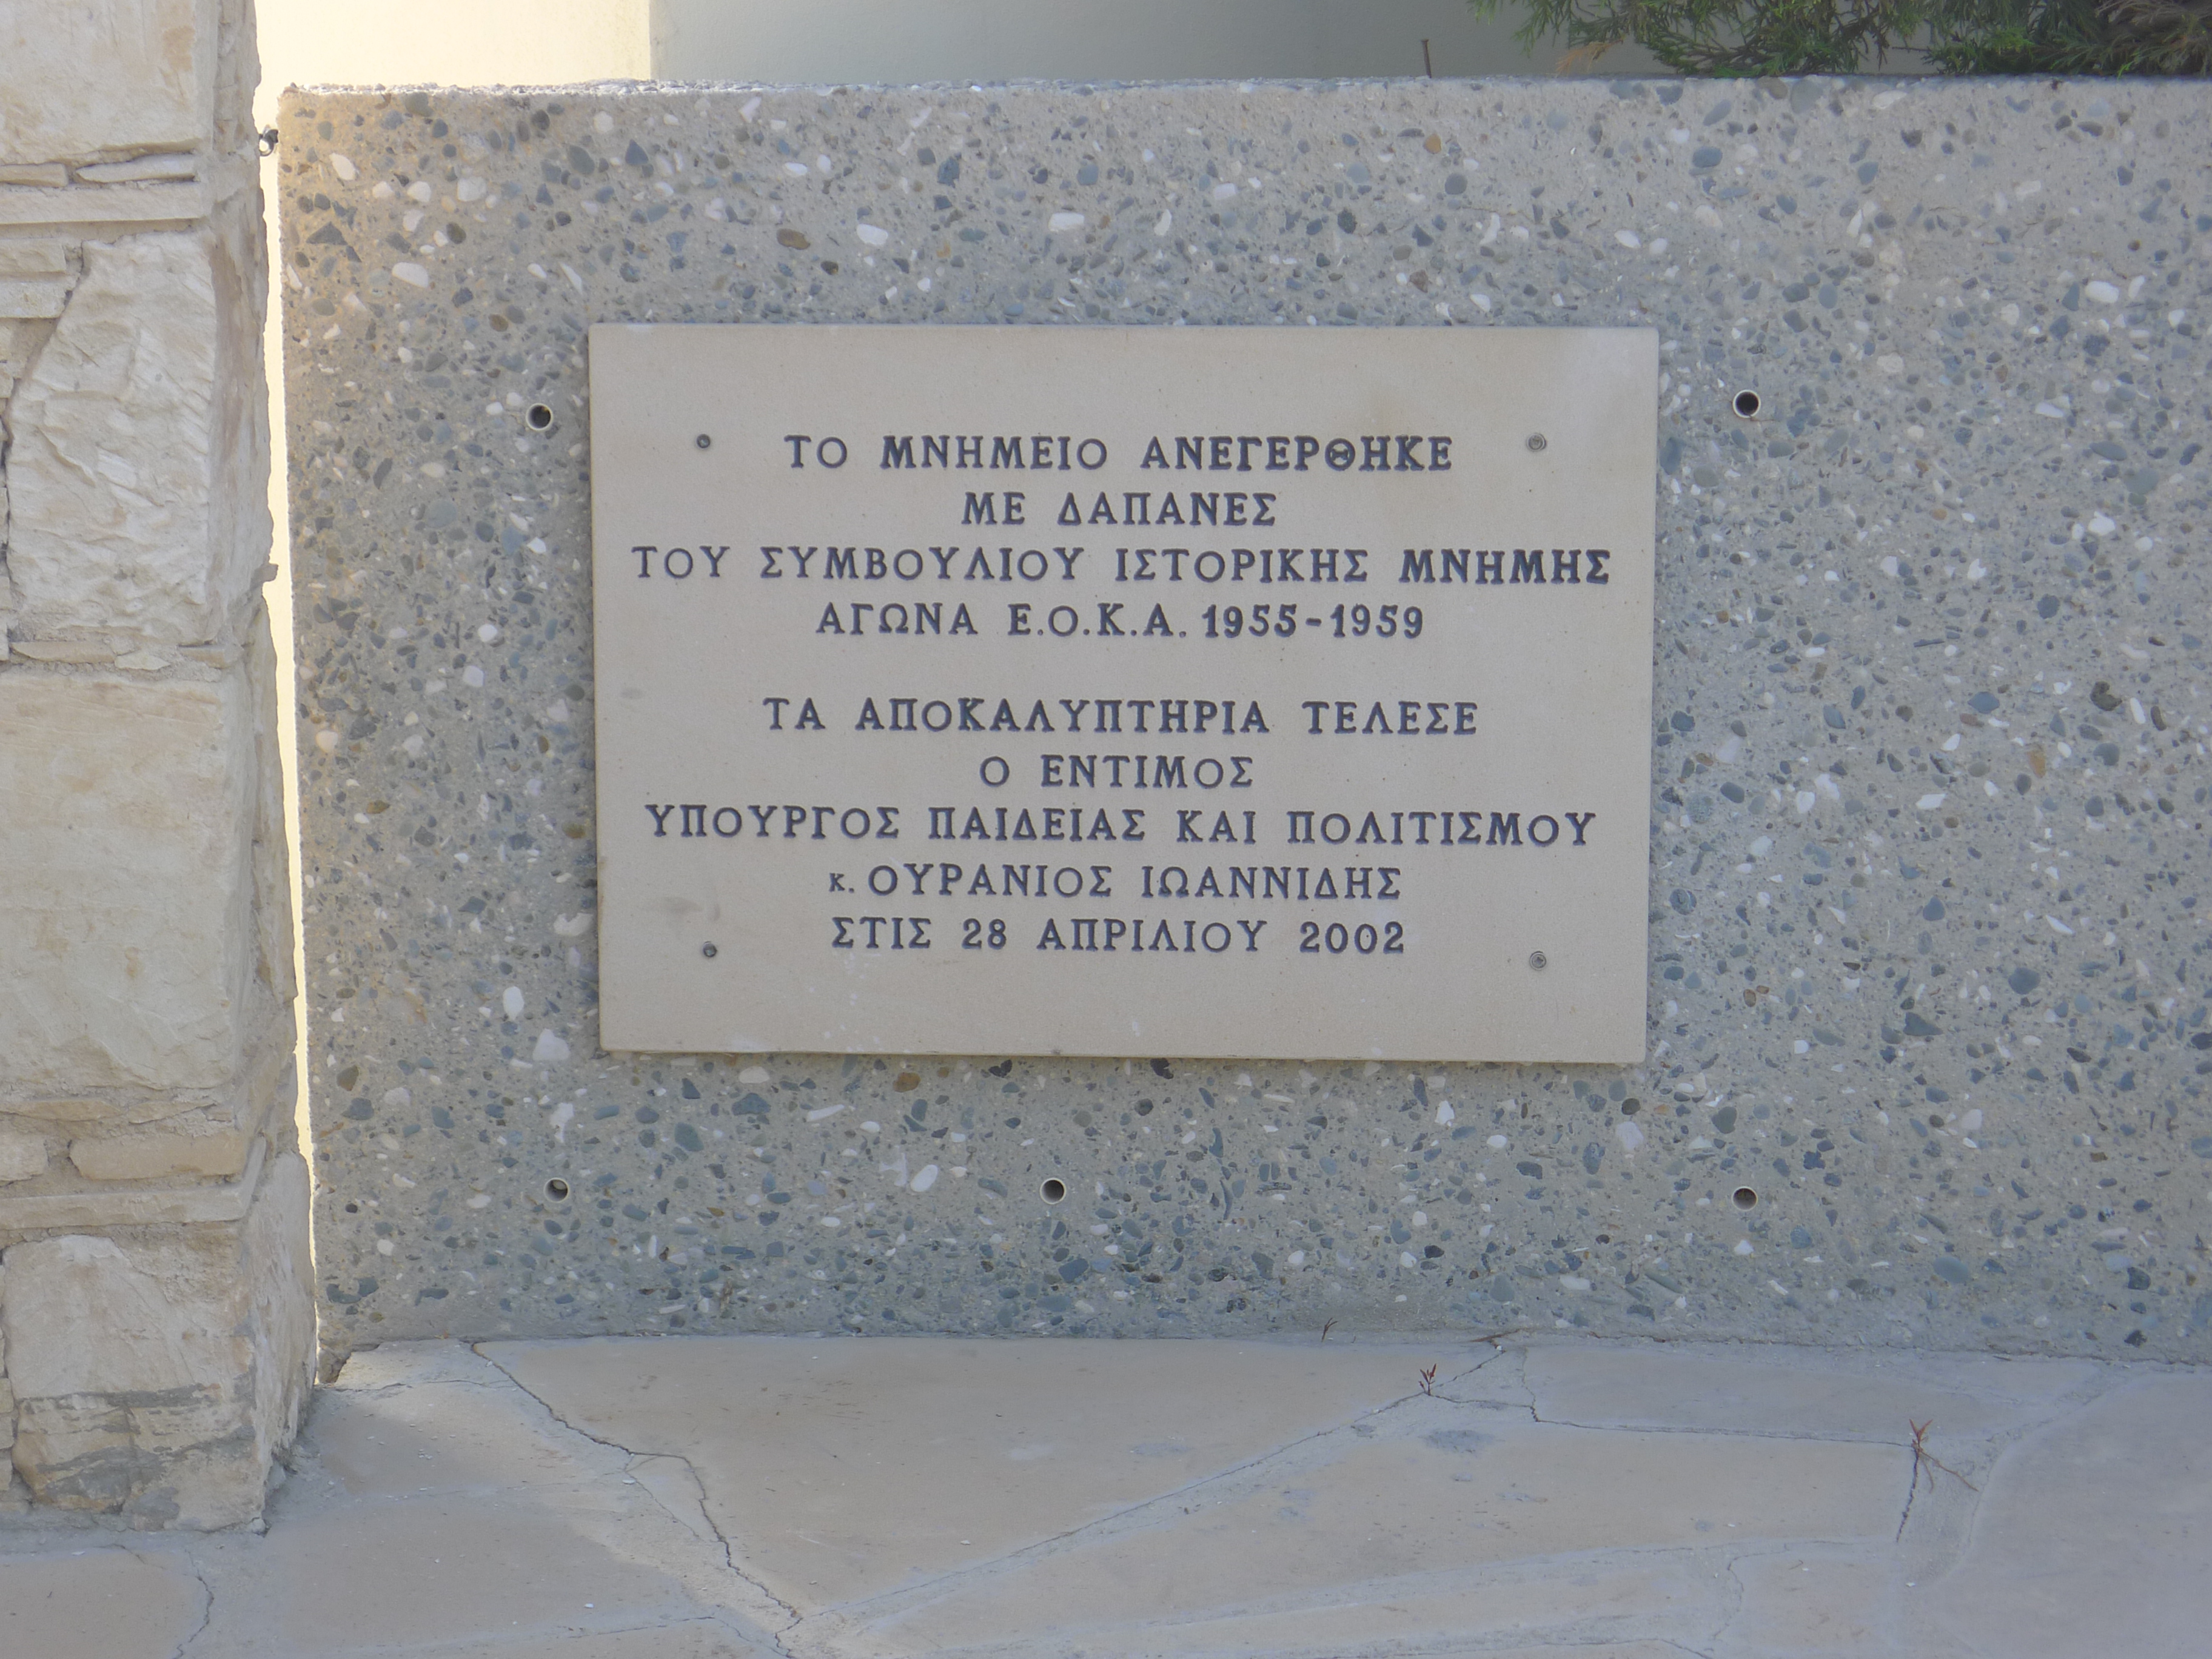 ΤΟ ΜΝΗΜΕΙΟ ΑΝΕΓΕΡΘΗΚΕ
ΜΕ ΔΑΠΑΝΕΣ
ΤΟΥ ΣΥΜΒΟΥΛΙΟΥ ΙΣΤΟΡΙΚΗΣ ΜΝΗΜΗΣ
ΑΓΩΝΑ Ε.Ο.Κ.Α. 1955-1959
ΤΑ ΑΠΟΚΑΛΥΠΤΗΡΙΑ ΤΕΛΕΣΕ
Ο ΕΝΤΙΜΟΣ
ΥΠΟΥΡΓΟΣ ΠΑΙΔΕΙΑΣ ΚΑΙ ΠΟΛΙΤΙΣΜΟΥ
κ. ΟΥΡΑΝΙΟΣ ΙΩΑΝΝΙΔΗΣ
ΣΤΙΣ 28 ΑΠΡΙΛΙΟΥ 2002